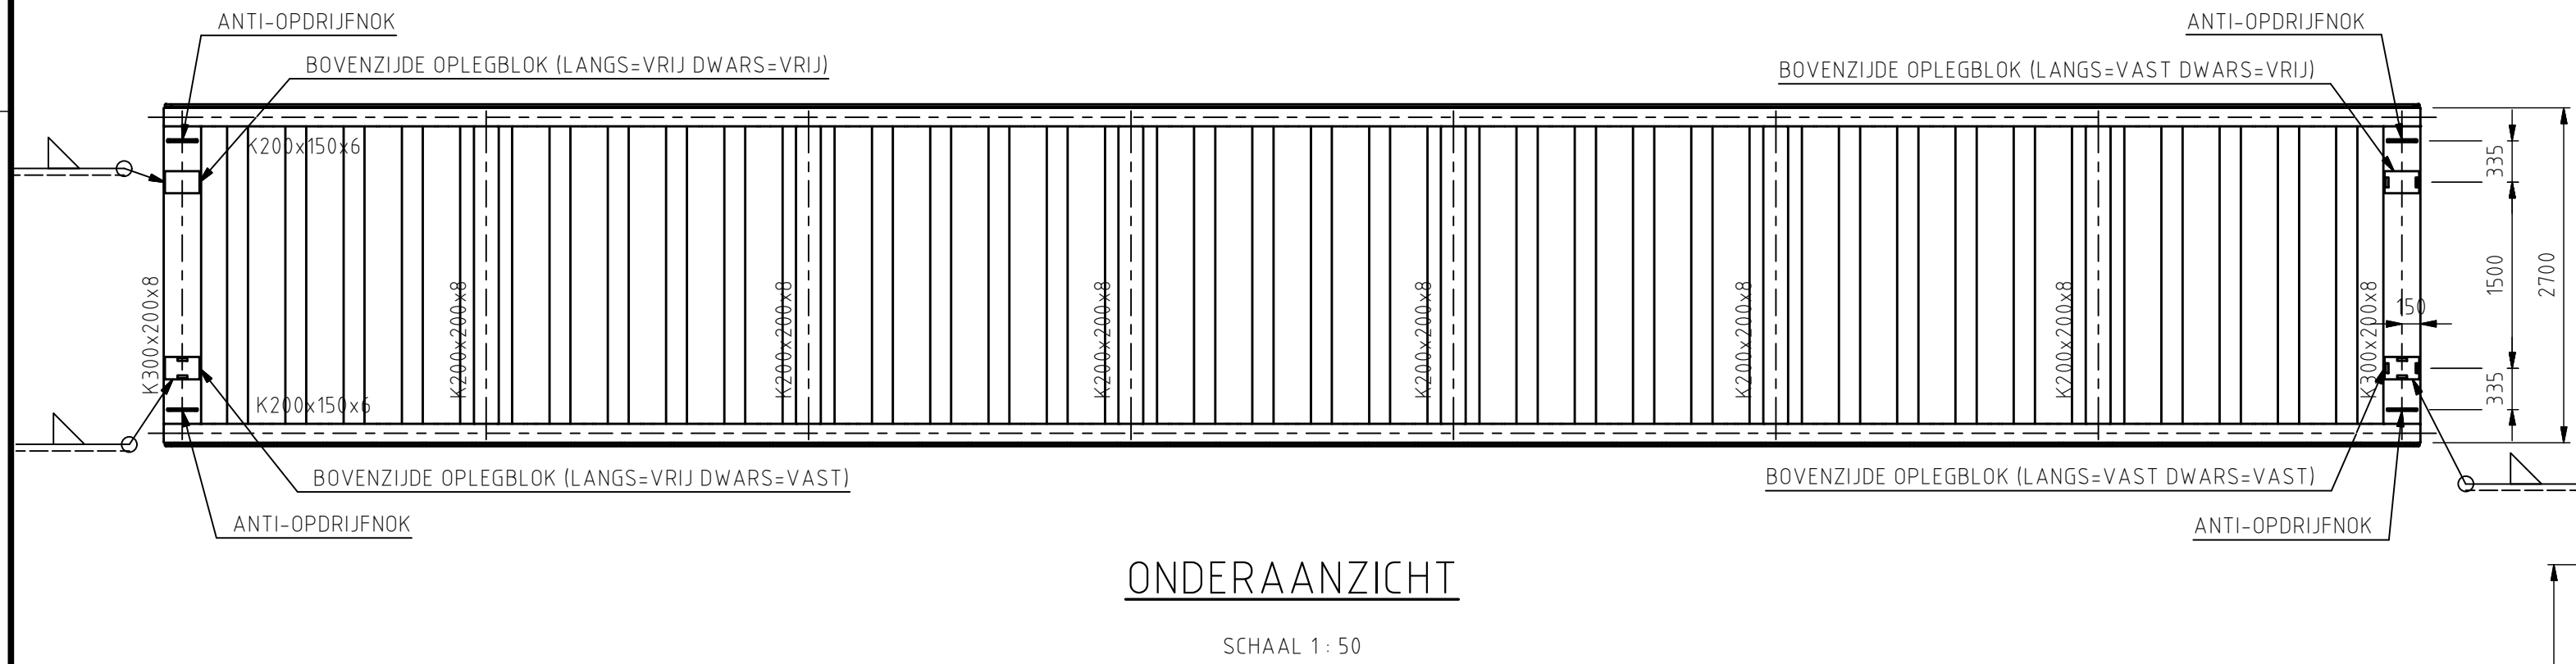 ANTI-OPDRIJFNOK
ANTI-OPDRIJFNOK
BOVENZIJDE OPLEGBLOK (LANGS=VRIJ DWARS=VRIJ)
BOVENZIJDE OPLEGBLOK (LANGS=VAST DWARS=VRIJ)
K200x150x6
335
K300x200x8
K200x200x8
K200x200x8
K200x200x8
K200x200x8
K200x200x8
K200x200x8
K300x200x8
150
1500
2700
335
K200x150x6
BOVENZIJDE OPLEGBLOK (LANGS=VRIJ DWARS=VAST)
BOVENZIJDE OPLEGBLOK (LANGS=VAST DWARS=VAST)
ANTI-OPDRIJFNOK
ANTI-OPDRIJFNOK
ONDERAANZICHT
SCHAAL 1 : 50